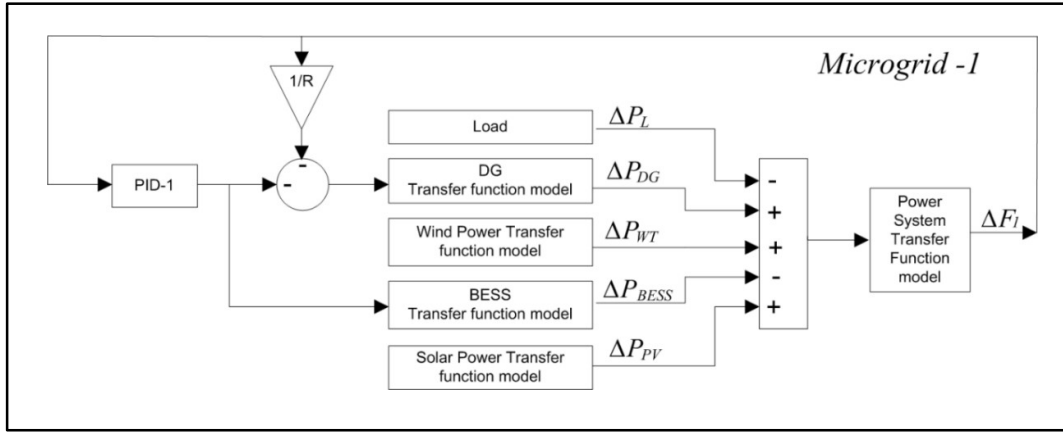 Microgrid -1
1/R
-
-
PID-1
Load
DG
Transfer function model
Wind Power Transfer
function model
BESS
Transfer function model
Solar Power Transfer
function model
ΔP_L
ΔP_DG
ΔP_WT
ΔP_BESS
ΔP_PV
-
+
+
-
+
Power
System
Transfer
Function
model
ΔF_1